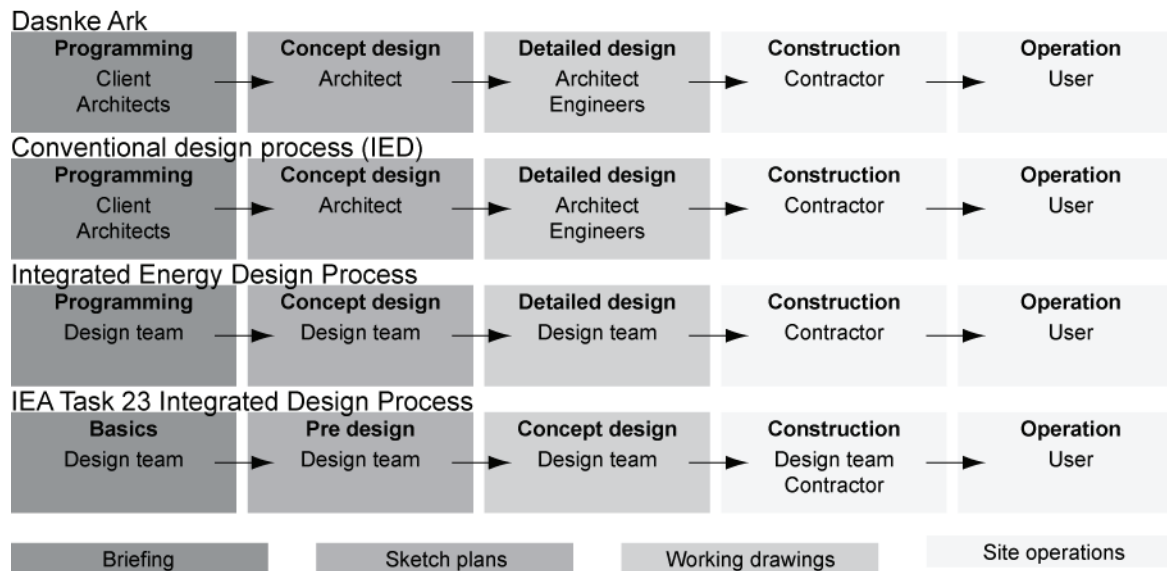 Dasnke Ark
Programming Concept design Detailed design Construction Operation
Client Architect Architect Contractor User
Architects Engineers
Conventional design process (IED)
Programming Concept design Detailed design Construction Operation
Client Architect Architect Contractor User
Architects Engineers
Integrated Energy Design Process
Programming Concept design Detailed design Construction Operation
Design team Design team Design team Contractor User
IEA Task 23 Integrated Design Process
Basics Pre design Concept design Construction Operation
Design team Design team Design team Design team User
Contractor
Briefing Sketch plans Working drawings Site operations